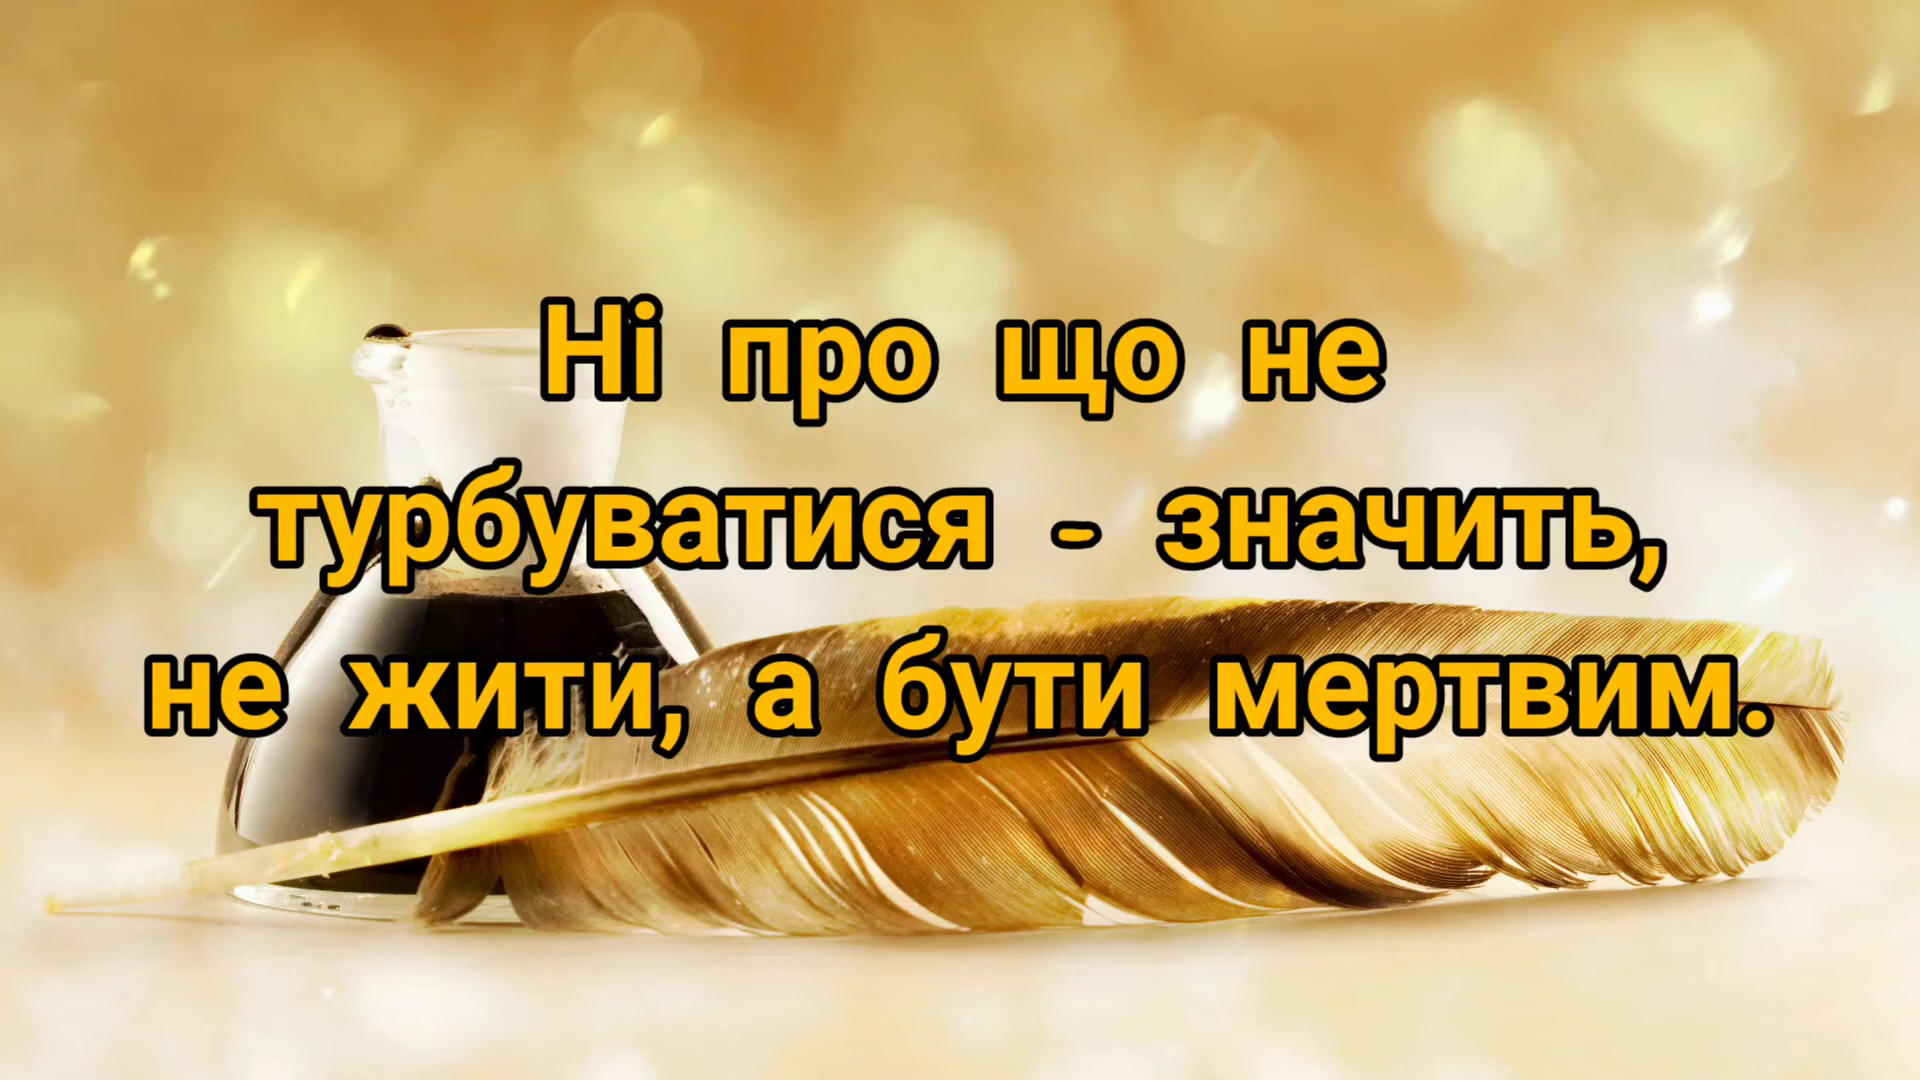 Ні про що не
турбуватися - значить,
не жити, а бути мертвим.